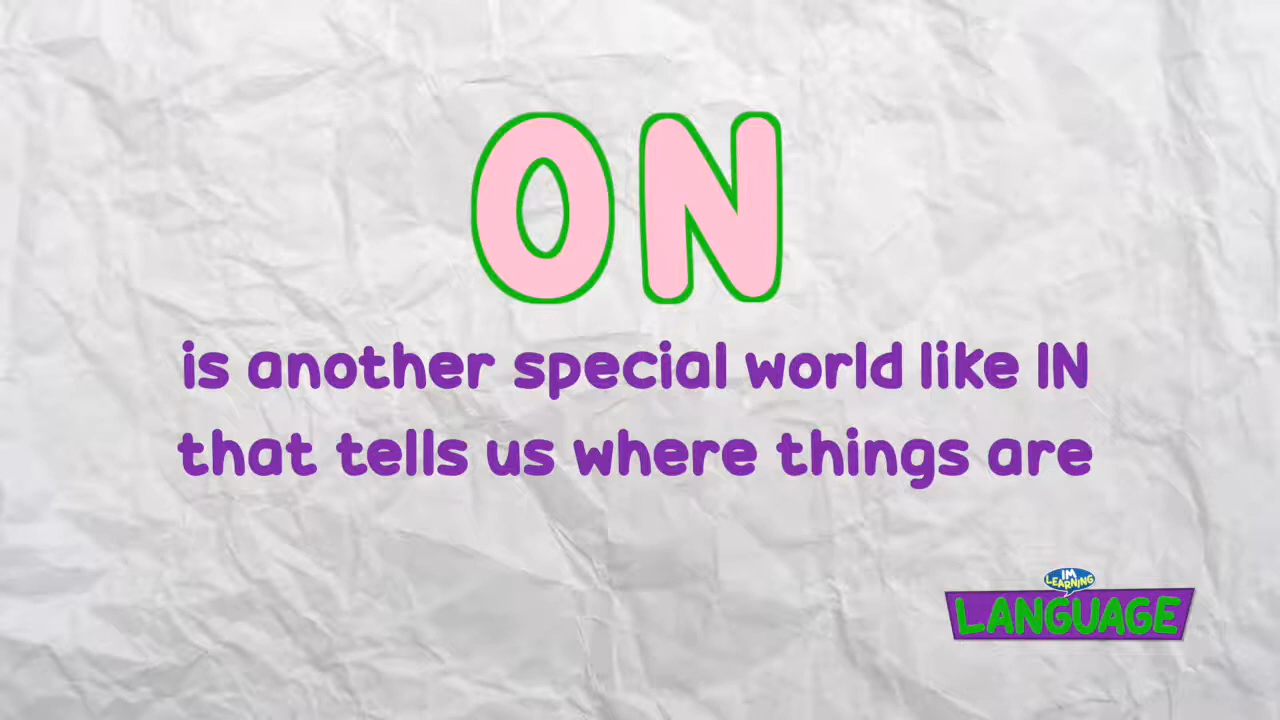 ON
is another special world like IN
that tells us where things are
IM
LEARNING
LANGUAGE